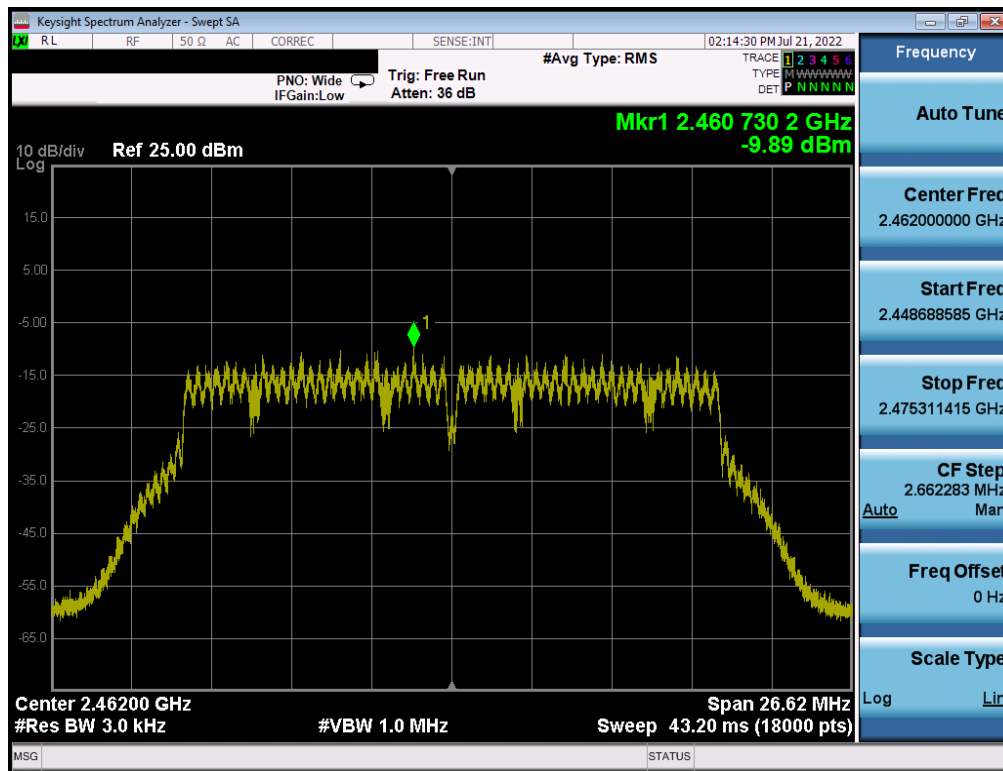 Keysight Spectrum Analyzer - Swept SA
LXI RL RF 50 Ω AC CORREC SENSE:INT 02:14:30 PM Jul 21, 2022
#Avg Type: RMS
TRACE 1 2 3 4 5 6
PNO: Wide Trig: Free Run TYPE M W W W W W
IFGain:Low Atten: 36 dB DET P N N N N N
Mkr1 2.460 730 2 GHz
-9.89 dBm
10 dB/div Ref 25.00 dBm
Log
15.0
5.00
-5.00
1
-15.0
-25.0
-35.0
-45.0
-55.0
-65.0
Center 2.46200 GHz Span 26.62 MHz
#Res BW 3.0 kHz #VBW 1.0 MHz Sweep 43.20 ms (18000 pts)
MSG STATUS
Frequency
Auto Tune
Center Freq
2.462000000 GHz
Start Freq
2.448688585 GHz
Stop Freq
2.475311415 GHz
CF Step
2.662283 MHz
Auto Man
Freq Offset
0 Hz
Scale Type
Log Lin